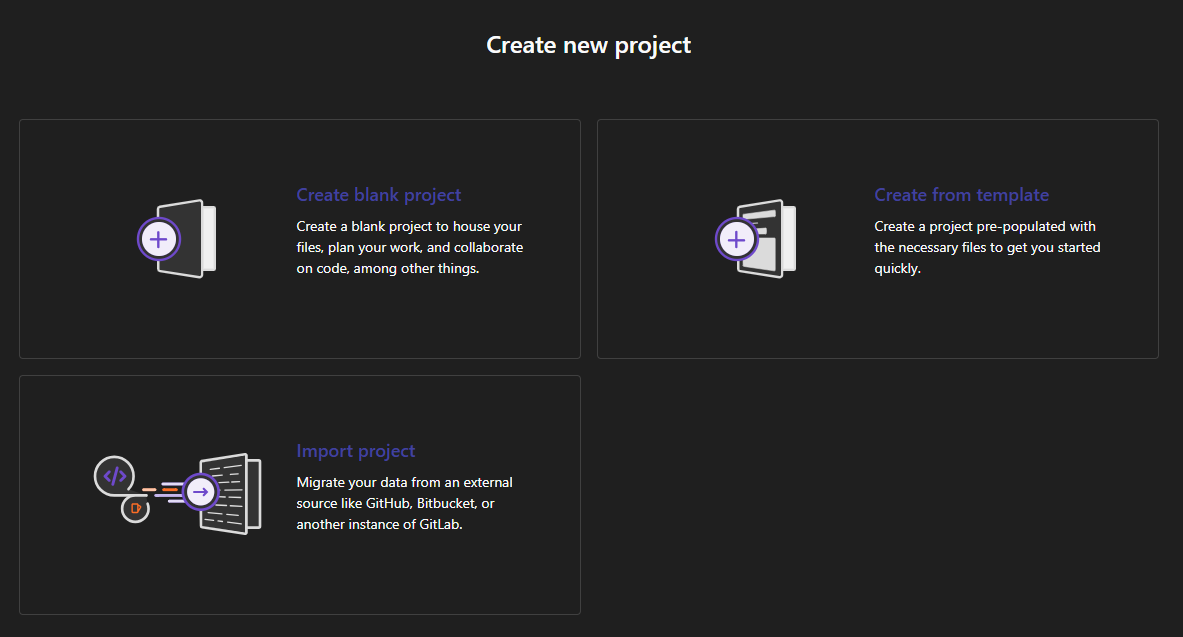 Create new project
Create blank project
Create a blank project to house your
files, plan your work, and collaborate
on code, among other things.
Create from template
Create a project pre-populated with
the necessary files to get you started
quickly.
Import project
Migrate your data from an external
source like GitHub, Bitbucket, or
another instance of GitLab.